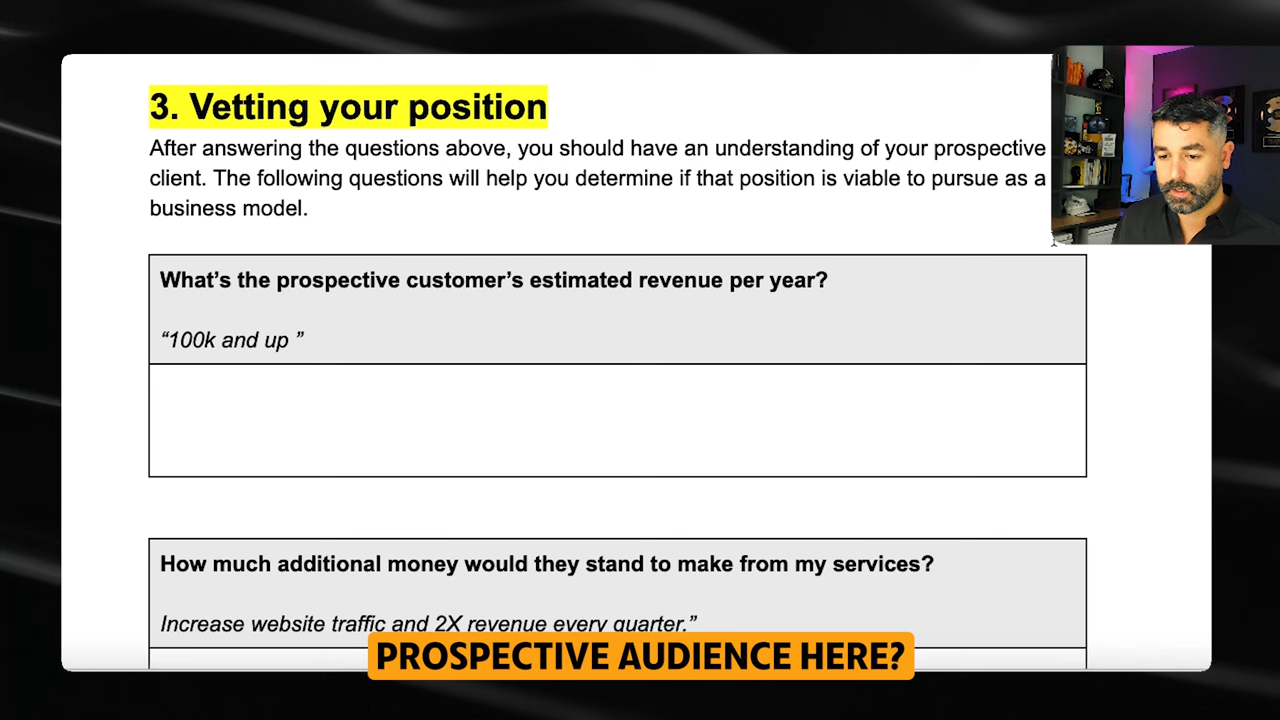 3. Vetting your position
After answering the questions above, you should have an understanding of your prospective
client. The following questions will help you determine if that position is viable to pursue as a
business model.
What’s the prospective customer’s estimated revenue per year?
“100k and up ”
How much additional money would they stand to make from my services?
Increase website traffic and 2X revenue every quarter.”
PROSPECTIVE AUDIENCE HERE?